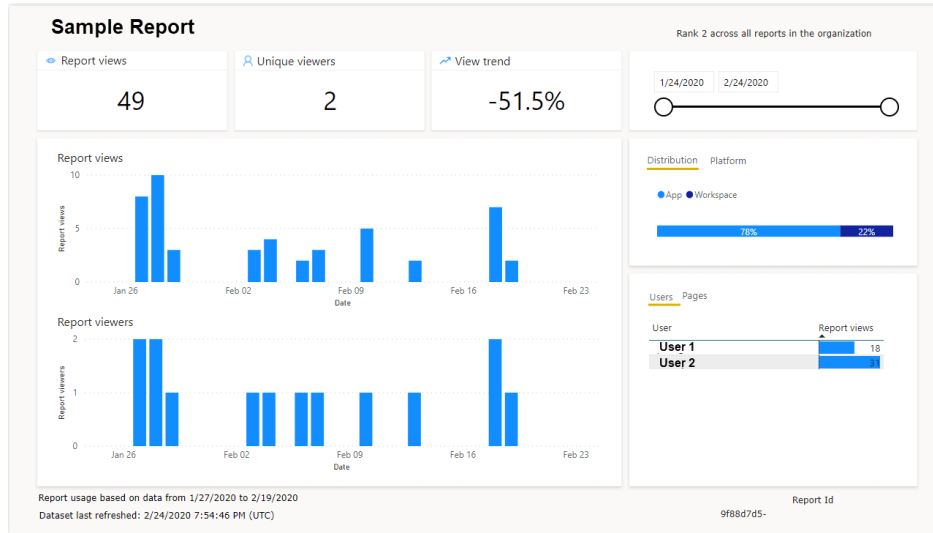 Sample Report
Rank 2 across all reports in the organization
Report views
49
Unique viewers
2
View trend
-51.5%
1/24/2020 2/24/2020
Report views
Report views
10
5
0
Jan 26 Feb 02 Feb 09 Feb 16 Feb 23
Date
Report viewers
Report viewers
2
1
0
Jan 26 Feb 02 Feb 09 Feb 16 Feb 23
Date
Distribution Platform
App Workspace
78% 22%
Users Pages
User Report views
User 1 18
User 2 31
Report usage based on data from 1/27/2020 to 2/19/2020
Dataset last refreshed: 2/24/2020 7:54:46 PM (UTC)
Report Id
9f88d7d5-